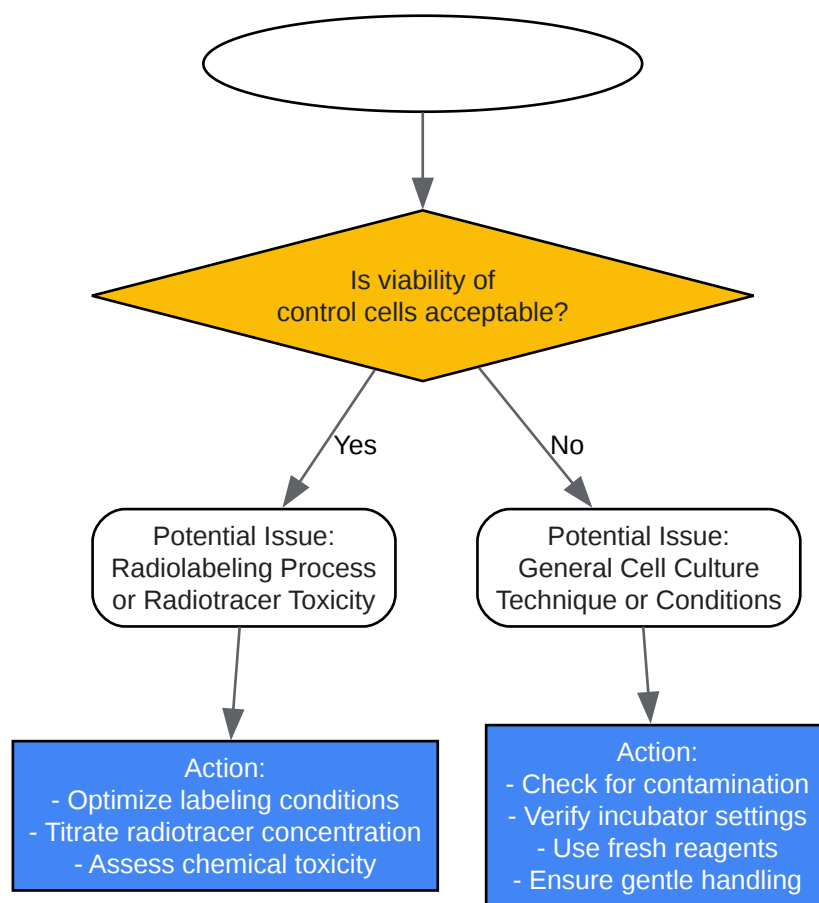 Is viability of
control cells acceptable?
Yes
No
Potential Issue:
Radiolabeling Process
or Radiotracer Toxicity
Potential Issue:
General Cell Culture
Technique or Conditions
Action:
- Optimize labeling conditions
- Titrate radiotracer concentration
- Assess chemical toxicity
Action:
- Check for contamination
- Verify incubator settings
- Use fresh reagents
- Ensure gentle handling